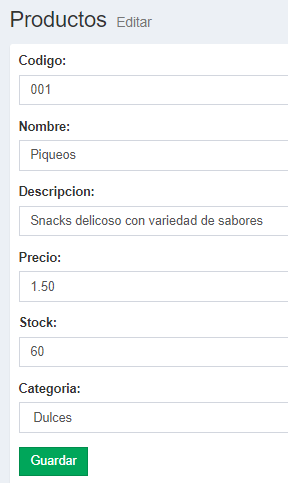 Productos Editar
Codigo:
001
Nombre:
Piqueos
Descripcion:
Snacks delicoso con variedad de sabores
Precio:
1.50
Stock:
60
Categoria:
Dulces
Guardar